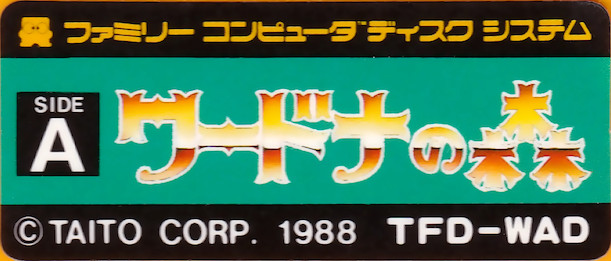 ファミリー コンピュータ ディスク システム
SIDE
A
ワードナの森
© TAITO CORP. 1988 TFD-WAD